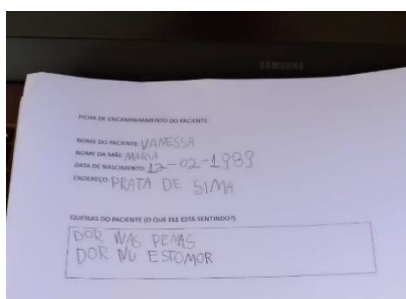 SAMSUNG
FICHA DE ENCAMINHAMENTO DO PACIENTE
NOME DO PACIENTE: VANESSA
NOME DA MÃE: MARIA
DATA DE NASCIMENTO: 12-02-1989
ENDEREÇO: PRATA DE SIMA
QUEIXAS DO PACIENTE (O QUE ELE ESTÁ SENTINDO?)
DOR NAS PENAS
DOR NU ESTOMOR